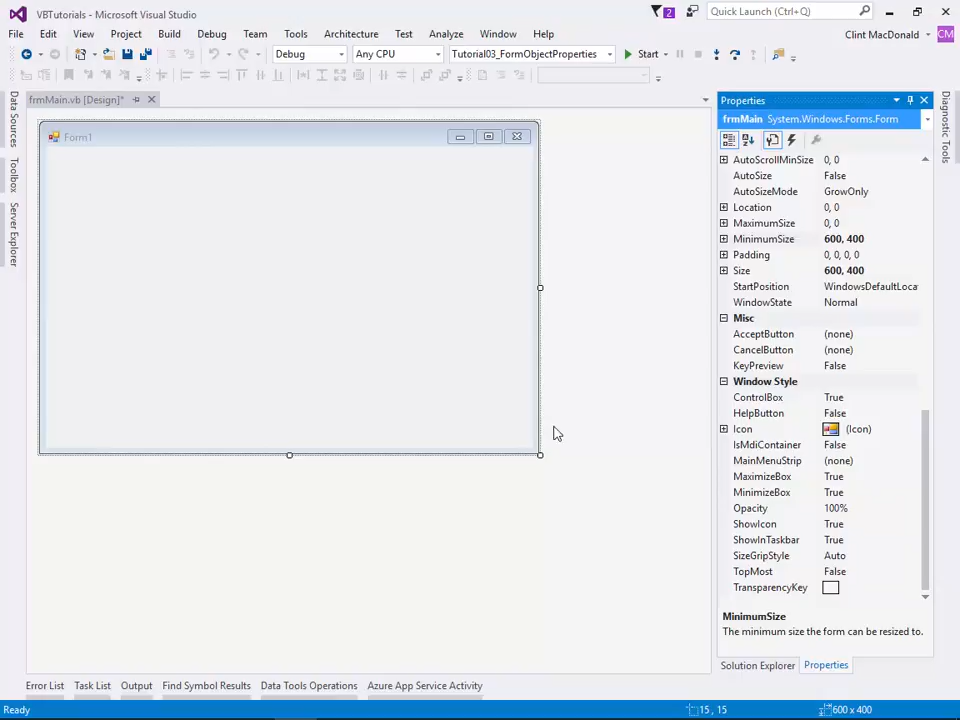 VBTutorials - Microsoft Visual Studio
2
Quick Launch (Ctrl+Q)
File Edit View Project Build Debug Team Tools Architecture Test Analyze Window Help
Clint MacDonald CM
Debug Any CPU Tutorial03_FormObjectProperties Start
frmMain.vb [Design]*
Data Sources
Toolbox
Server Explorer
Form1
Properties
frmMain System.Windows.Forms.Form
AutoScrollMinSize 0, 0
AutoSize False
AutoSizeMode GrowOnly
Location 0, 0
MaximumSize 0, 0
MinimumSize 600, 400
Padding 0, 0, 0, 0
Size 600, 400
StartPosition WindowsDefaultLoca
WindowState Normal
Misc
AcceptButton (none)
CancelButton (none)
KeyPreview False
Window Style
ControlBox True
HelpButton False
Icon (Icon)
IsMdiContainer False
MainMenuStrip (none)
MaximizeBox True
MinimizeBox True
Opacity 100%
ShowIcon True
ShowInTaskbar True
SizeGripStyle Auto
TopMost False
TransparencyKey
MinimumSize
The minimum size the form can be resized to.
Solution Explorer Properties
Diagnostic Tools
Error List Task List Output Find Symbol Results Data Tools Operations Azure App Service Activity
Ready 15 , 15 600 x 400